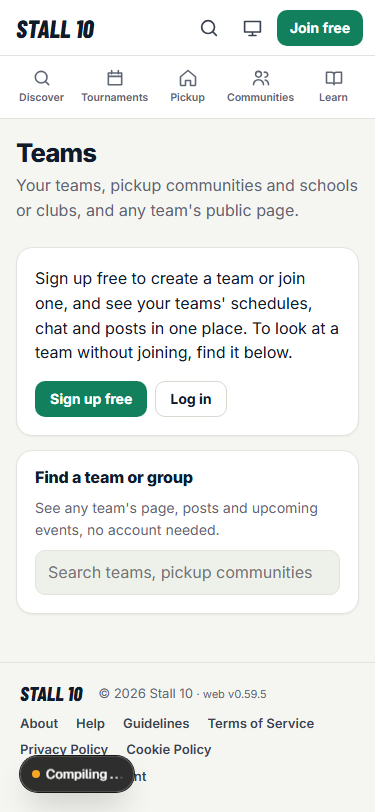 STALL 10
Join free
Discover
Tournaments
Pickup
Communities
Learn
Teams
Your teams, pickup communities and schools
or clubs, and any team's public page.
Sign up free to create a team or join
one, and see your teams' schedules,
chat and posts in one place. To look at a
team without joining, find it below.
Sign up free
Log in
Find a team or group
See any team's page, posts and upcoming
events, no account needed.
Search teams, pickup communities
STALL 10 © 2026 Stall 10 · web v0.59.5
About Help Guidelines Terms of Service
Privacy Policy Cookie Policy
Compiling...